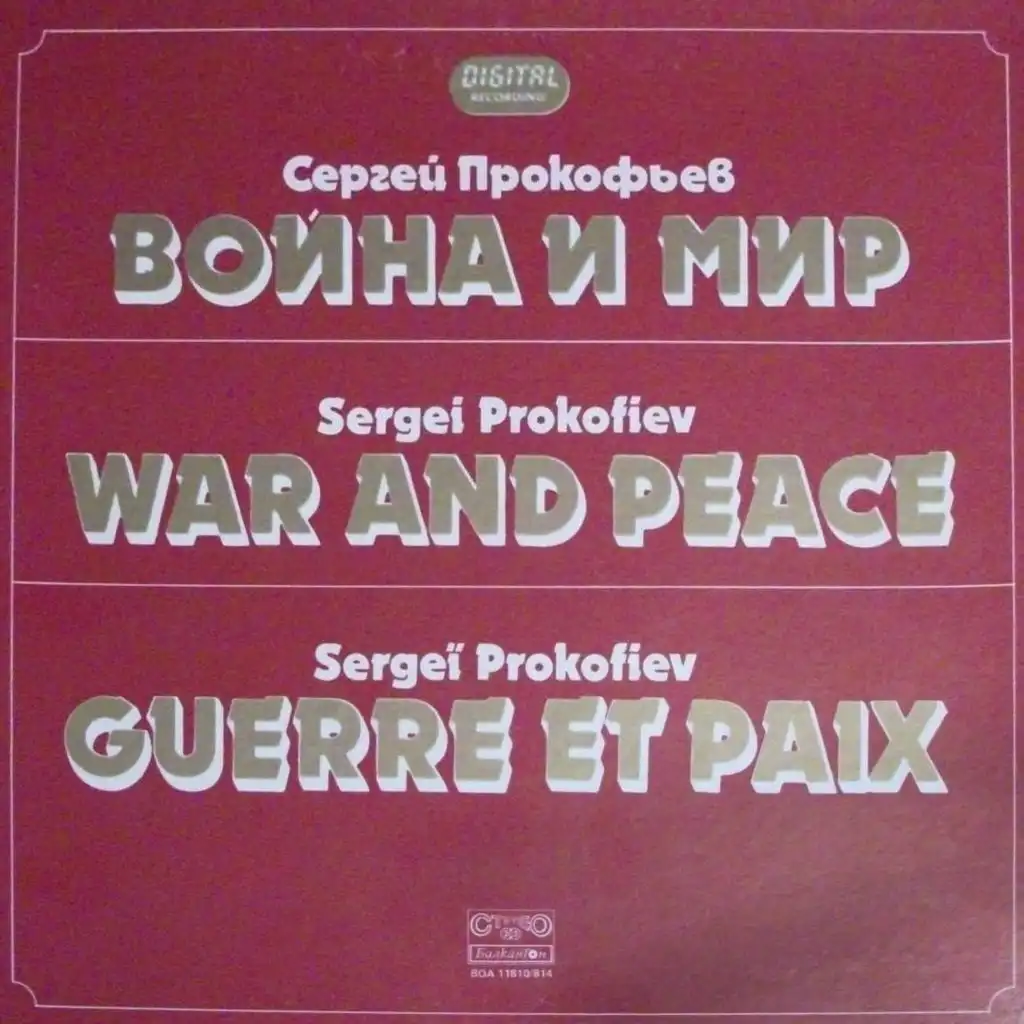 DIGITAL
RECORDING
Сергей Прокофьев
ВОЙНА И МИР
Sergei Prokofiev
WAR AND PEACE
Sergeï Prokofiev
GUERRE ET PAIX
СТЕРЕО
Балкантон
BOA 11810/814